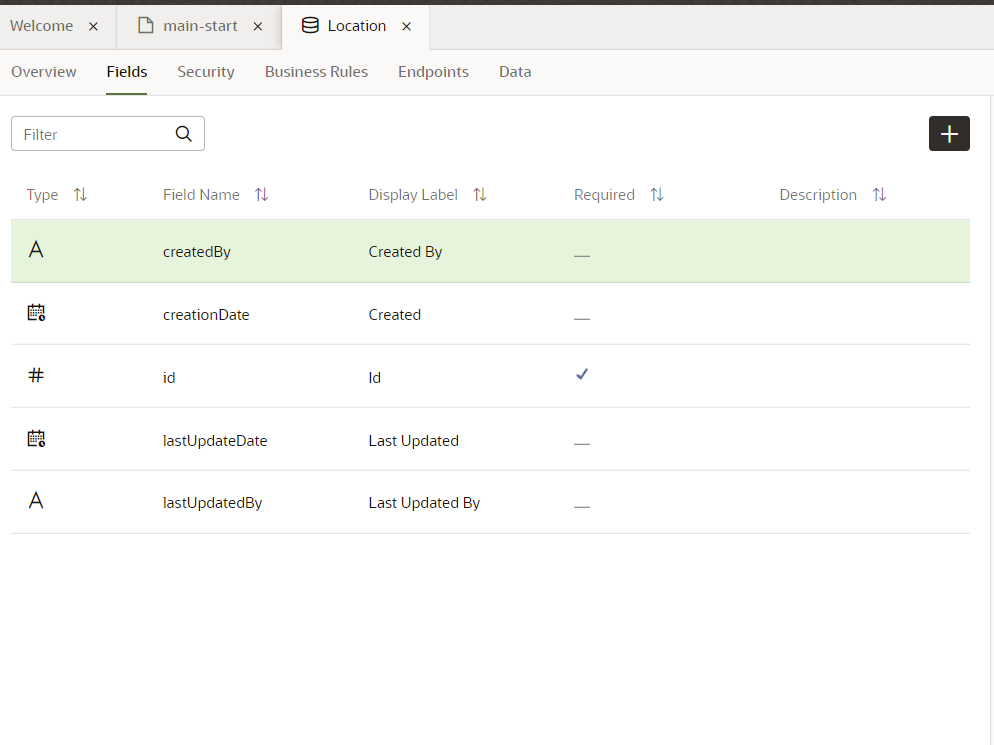 Welcome main-start Location
Overview Fields Security Business Rules Endpoints Data
Filter
Type Field Name Display Label Required Description
createdBy Created By
creationDate Created
id Id
lastUpdateDate Last Updated
lastUpdatedBy Last Updated By